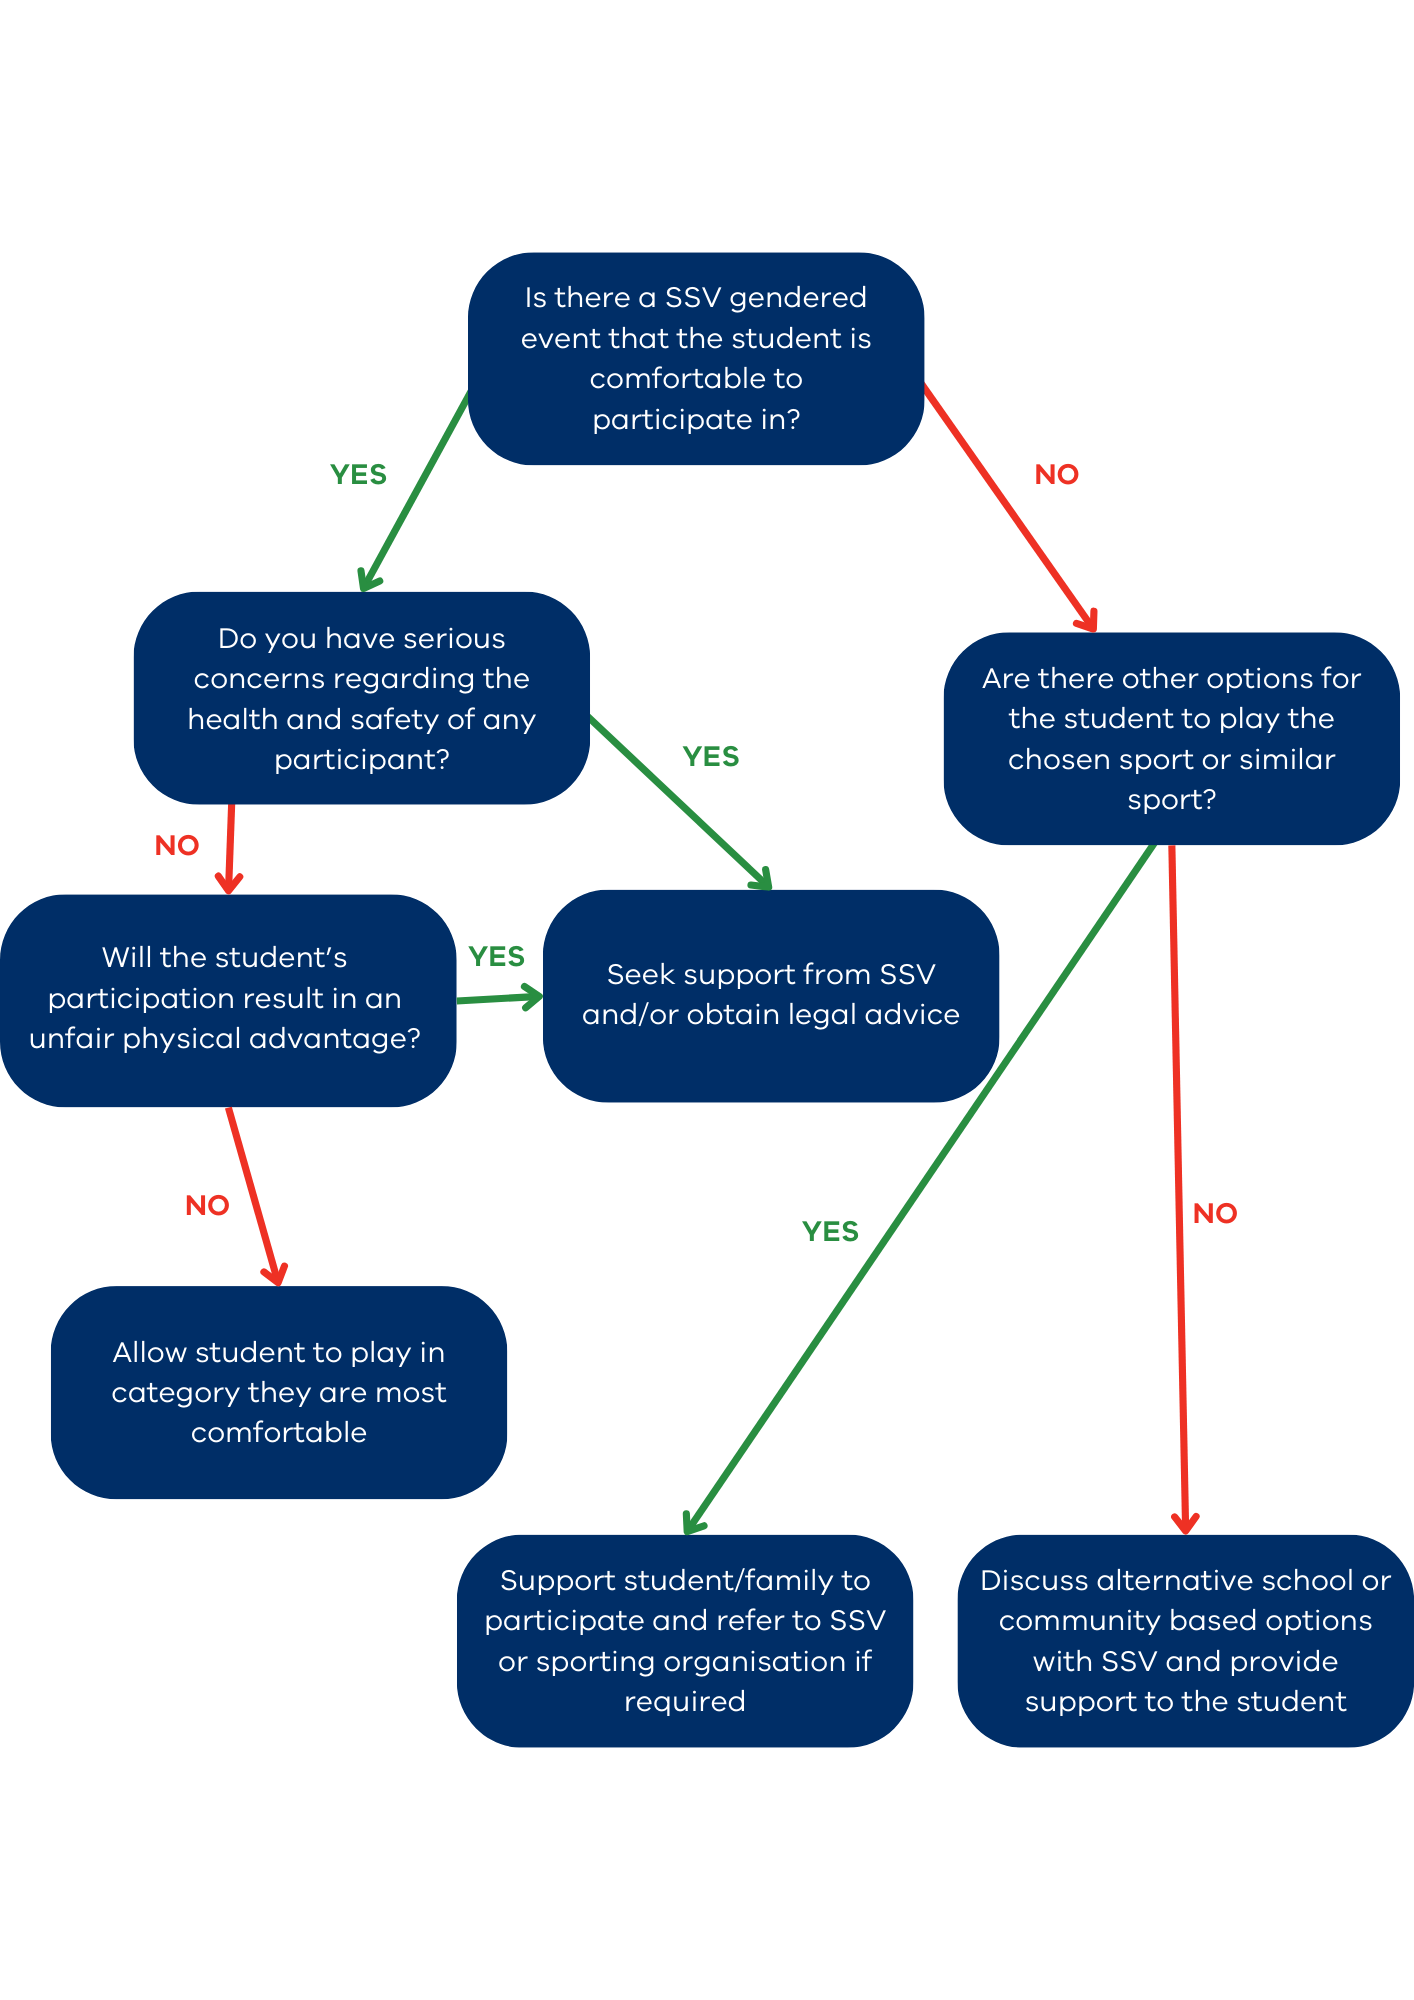 Is there a SSV gendered
event that the student is
comfortable to
participate in?
YES
NO
Do you have serious
concerns regarding the
health and safety of any
participant?
Are there other options for
the student to play the
chosen sport or similar
sport?
YES
NO
Will the student’s
participation result in an
unfair physical advantage?
YES
Seek support from SSV
and/or obtain legal advice
NO
YES
NO
Allow student to play in
category they are most
comfortable
Support student/family to
participate and refer to SSV
or sporting organisation if
required
Discuss alternative school or
community based options
with SSV and provide
support to the student